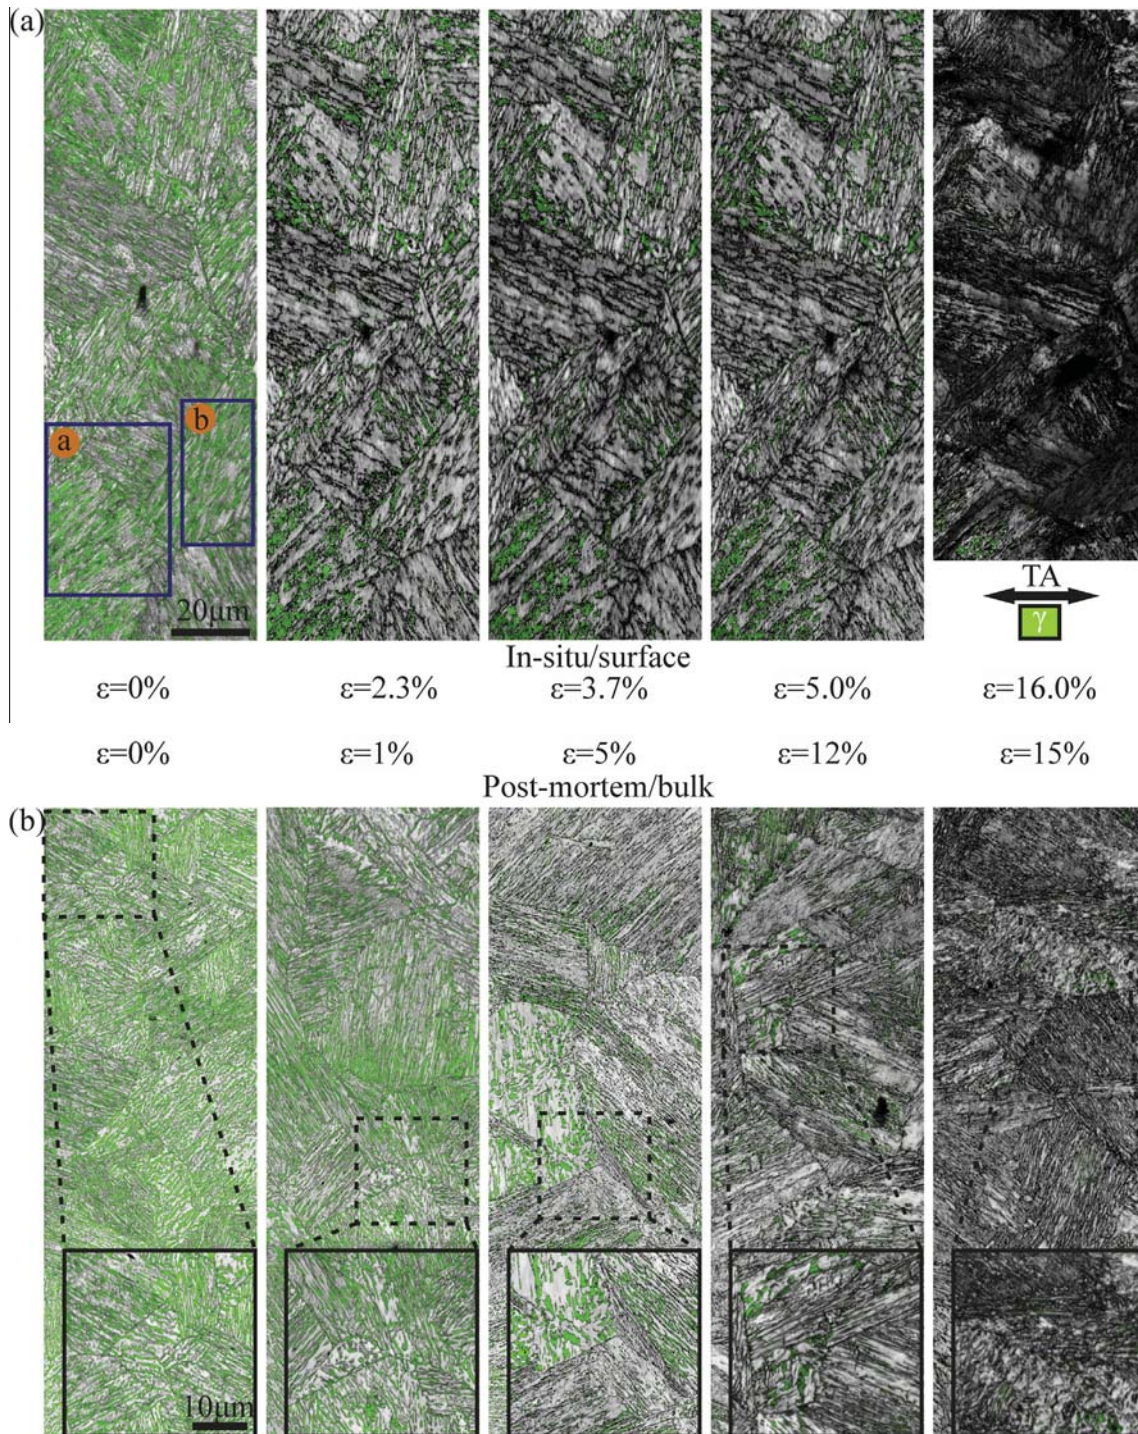 (a)
a
b
20μm
TA
γ
In-situ/surface
ε=0% ε=2.3% ε=3.7% ε=5.0% ε=16.0%
ε=0% ε=1% ε=5% ε=12% ε=15%
Post-mortem/bulk
(b)
10μm